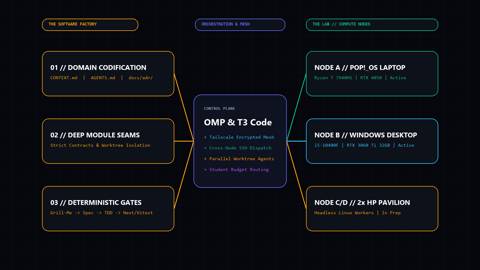 THE SOFTWARE FACTORY
ORCHESTRATION & MESH
THE LAB // COMPUTE NODES
01 // DOMAIN CODIFICATION
CONTEXT.md | AGENTS.md | docs/adr/
02 // DEEP MODULE SEAMS
Strict Contracts & Worktree Isolation
03 // DETERMINISTIC GATES
Grill-Me -> Spec -> TDD -> Next/Vitest
CONTROL PLANE
OMP & T3 Code
Tailscale Encrypted Mesh
Cross-Node SSH Dispatch
Parallel Worktree Agents
Student Budget Routing
NODE A // POP!_OS LAPTOP
Ryzen 7 7840HS | RTX 4050 | Active
NODE B // WINDOWS DESKTOP
i5-10400F | RTX 3060 Ti | Active
NODE C/D // 2x HP PAVILION
Headless Linux Workers | In Prep